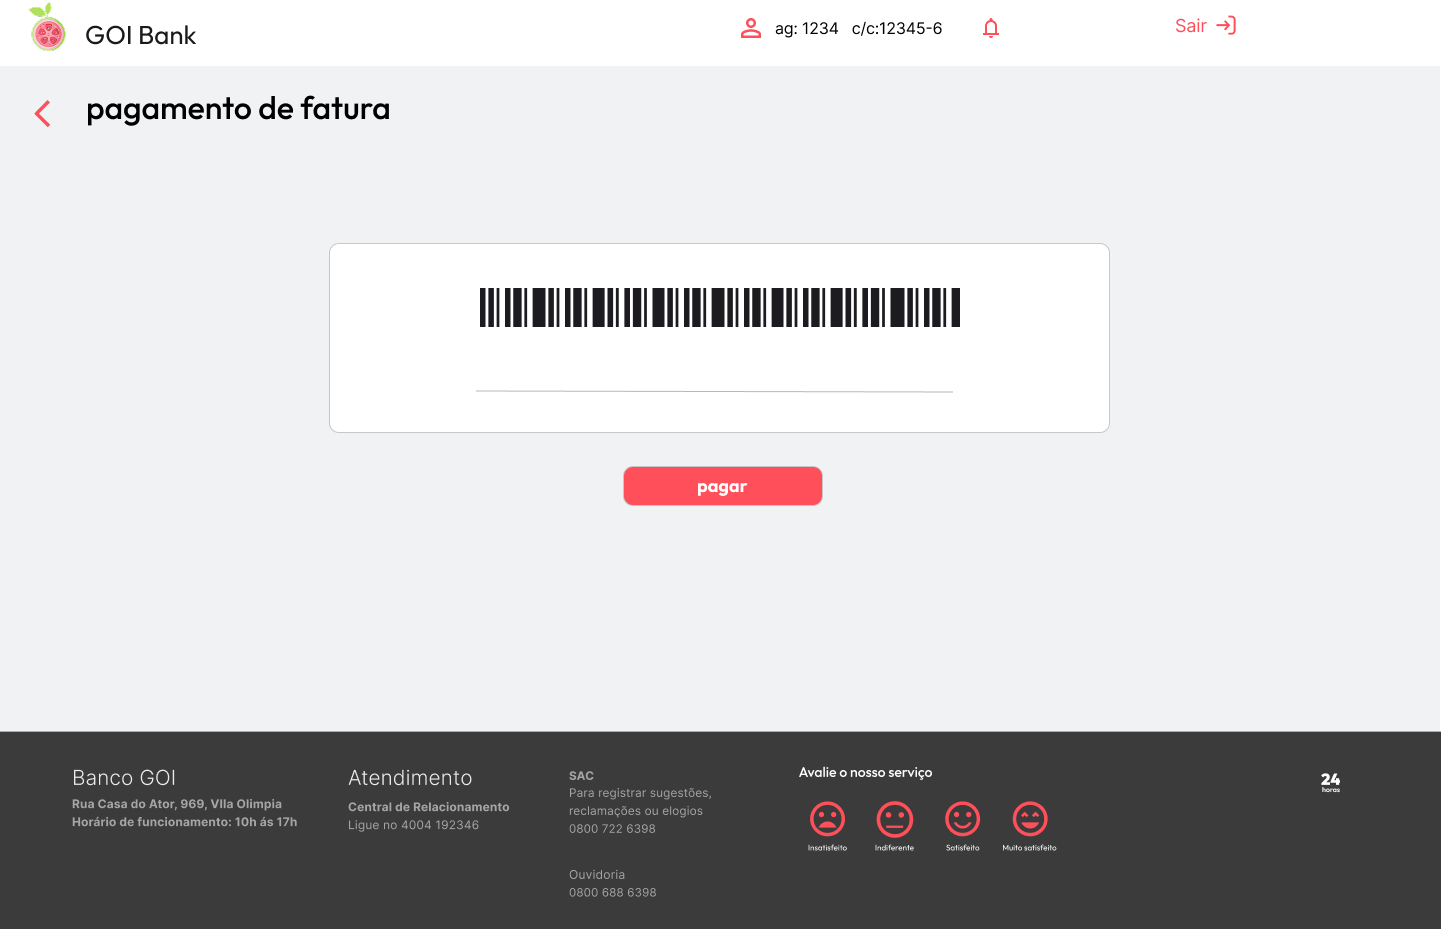 GOI Bank
ag: 1234 c/c:12345-6
Sair
pagamento de fatura
pagar
Banco GOI
Rua Casa do Ator, 969, VIla Olimpia
Horário de funcionamento: 10h ás 17h
Atendimento
Central de Relacionamento
Ligue no 4004 192346
SAC
Para registrar sugestões,
reclamações ou elogios
0800 722 6398
Ouvidoria
0800 688 6398
Avalie o nosso serviço
Insatisfeito
Indiferente
Satisfeito
Muito satisfeito
24
horas